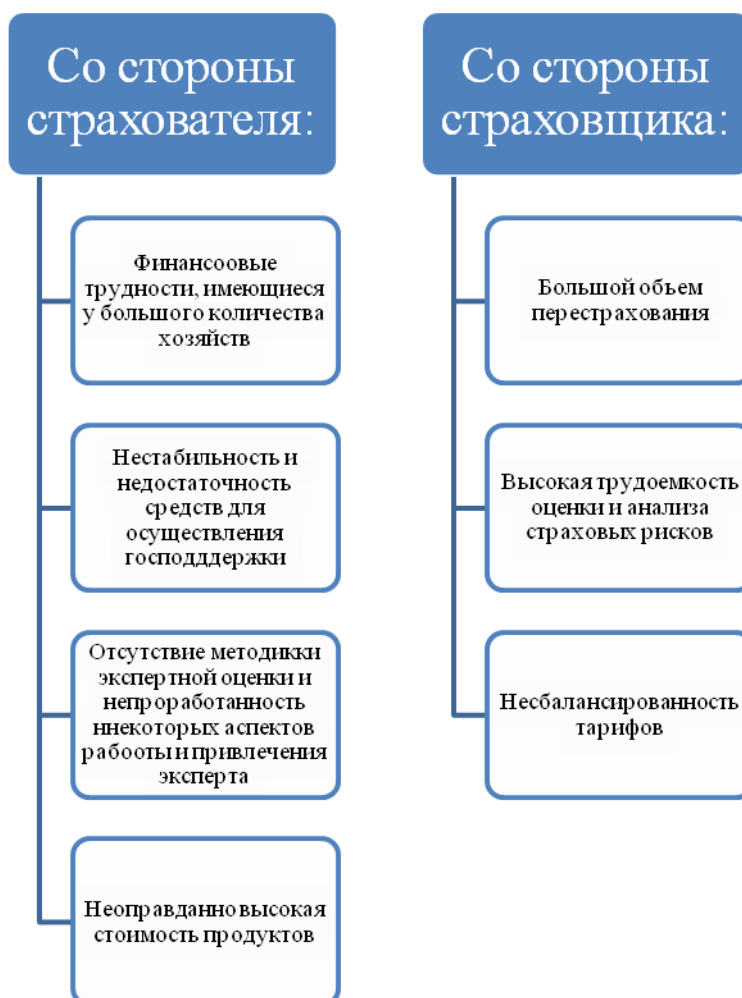 Со стороны
страхователя:
Финансоовые
трудности, имеющиеся
у большого количества
хозяйств
Нестабильность и
недостаточность
средств для
осуществления
господддержки
Отсутствие методикки
экспертной оценки и
непроработанность
ннекоторых аспектов
рабооты и привлечения
эксперта
Неоправданно высокая
стоимость продуктов
Со стороны
страховщика:
Большой объем
перестрахования
Высокая трудоемкость
оценки и анализа
страховых рисков
Несбалансированность
тарифов